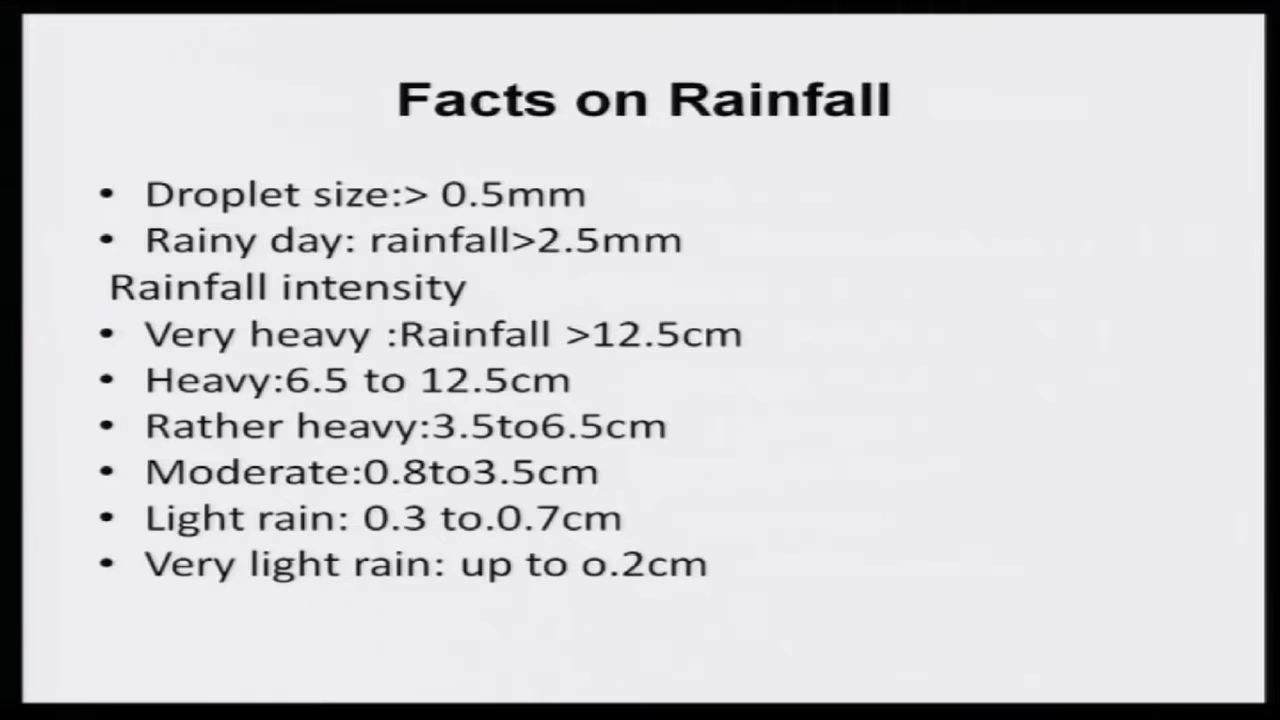 Facts on Rainfall
• Droplet size:> 0.5mm
• Rainy day: rainfall>2.5mm
Rainfall intensity
• Very heavy :Rainfall >12.5cm
• Heavy:6.5 to 12.5cm
• Rather heavy:3.5to6.5cm
• Moderate:0.8to3.5cm
• Light rain: 0.3 to.0.7cm
• Very light rain: up to o.2cm